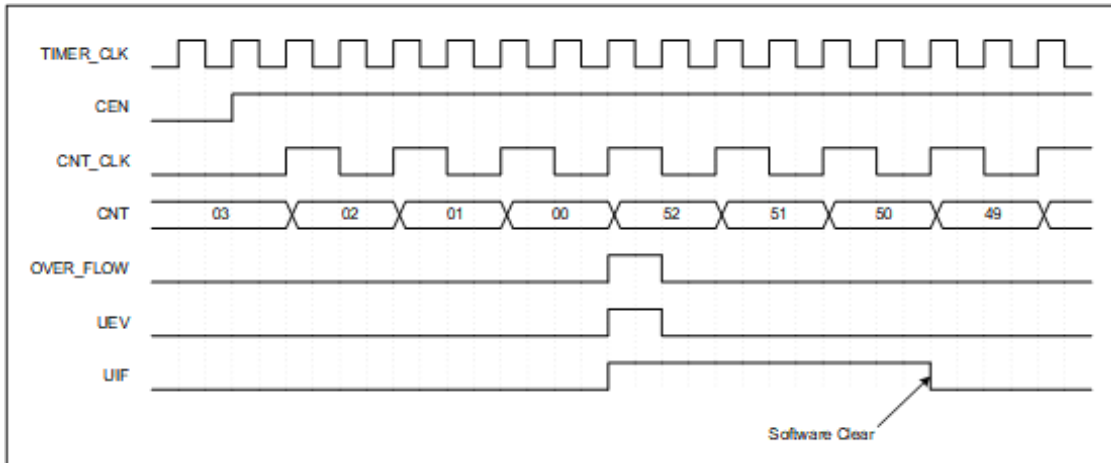 TIMER_CLK
CEN
CNT_CLK
CNT 03 02 01 00 52 51 50 49
OVER_FLOW
UEV
UIF
Software Clear